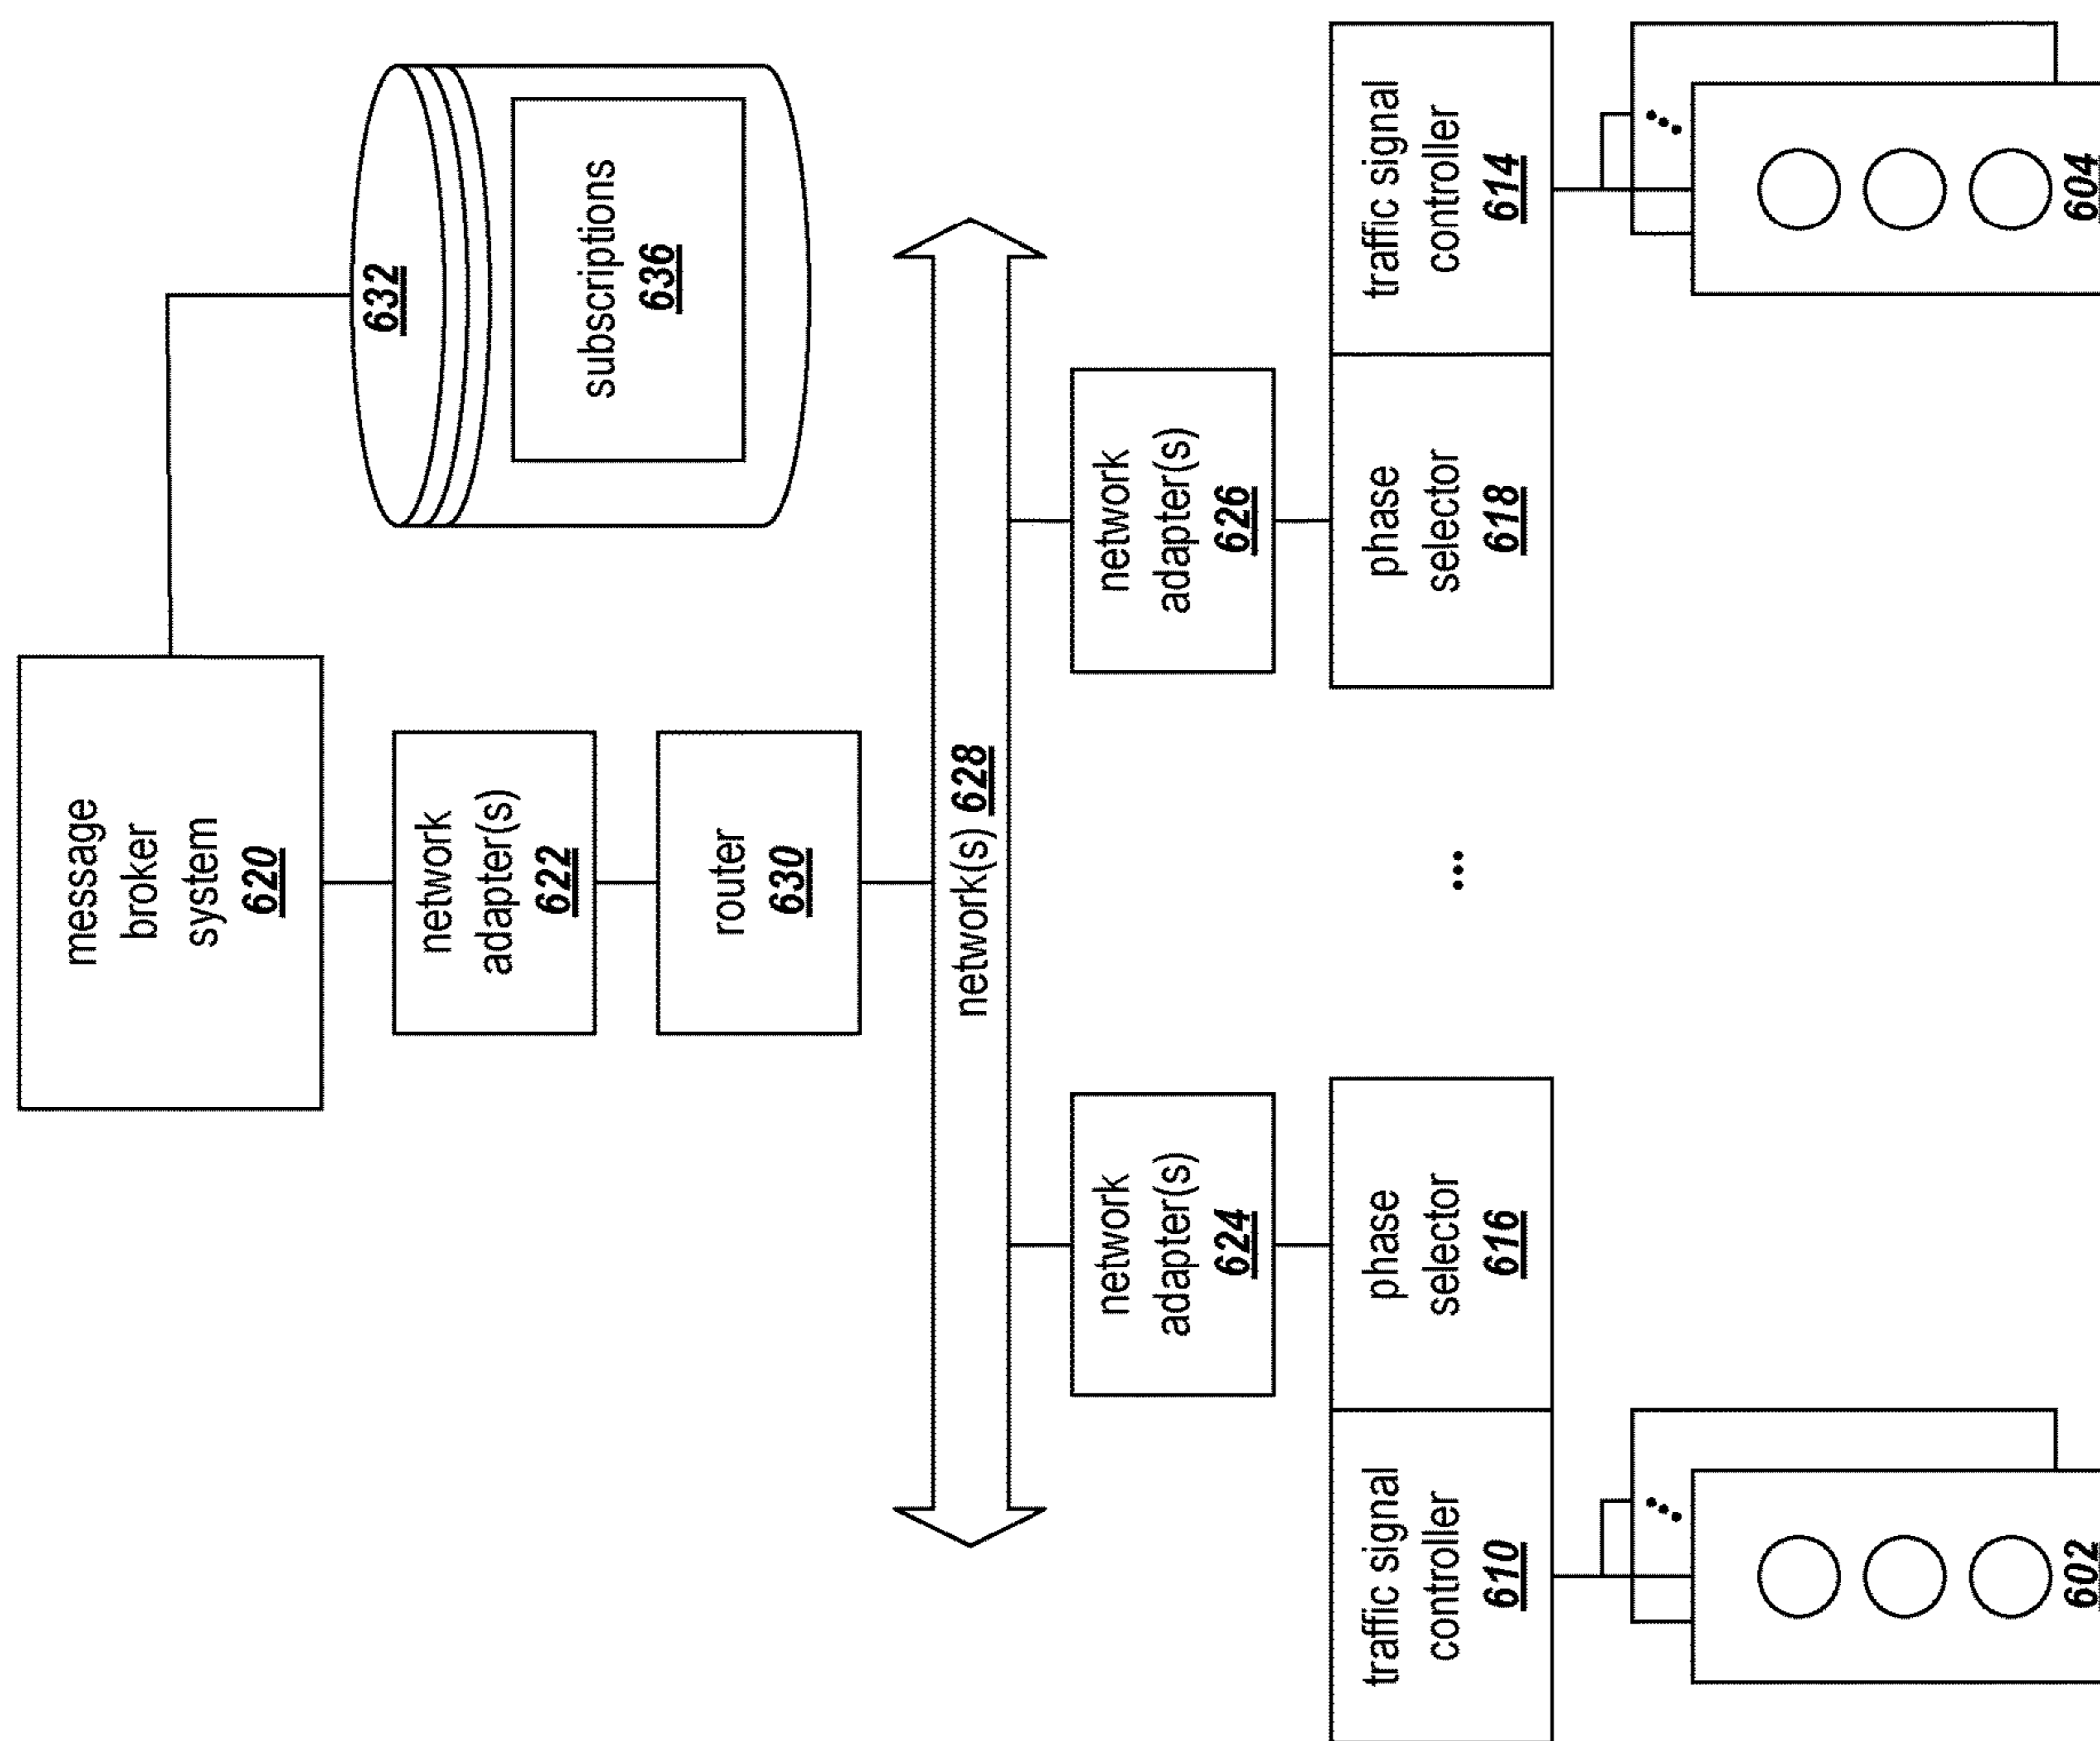 message
broker
system
620
632
subscriptions
636
network
adapter(s)
622
router
630
network(s) 628
network
adapter(s)
624
network
adapter(s)
626
traffic signal
controller
610
phase
selector
616
...
phase
selector
618
traffic signal
controller
614
602
604